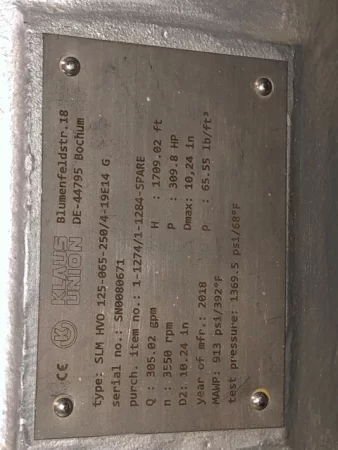 CE KLAUS UNION Blumenfeldstr.18
DE-44795 Bochum
type: SLM HVO 125-065-250/4-19E14 G
serial no.: SN0080671
purch. item no.: 1-1274/1-1284-SPARE
Q : 305.02 gpm H : 1709.02 ft
n : 3550 rpm P : 309.8 HP
D2: 10.24 in Dmax: 10,24 in
year of mfr.: 2018 ρ : 65.55 lb/ft³
MAWP: 913 psi/392°F
test pressure: 1369.5 psi/68°F